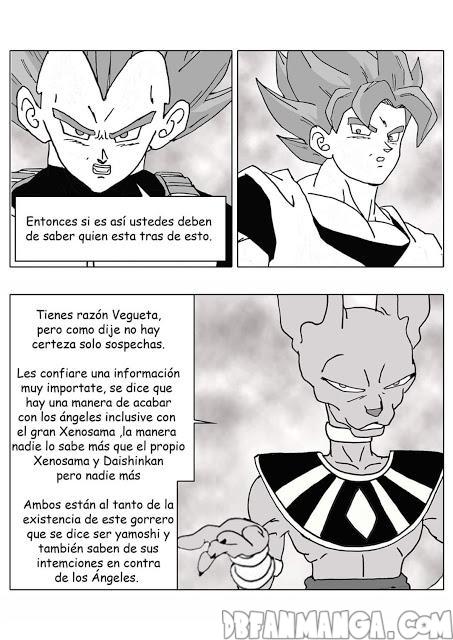 Entonces si es así ustedes deben
de saber quien esta tras de esto.
Tienes razón Vegueta,
pero como dije no hay
certeza solo sospechas.
Les confiare una información
muy importate, se dice que
hay una manera de acabar
con los ángeles inclusive con
el gran Xenosama ,la manera
nadie lo sabe más que el propio
Xenosama y Daishinkan
pero nadie más
Ambos están al tanto de la
existencia de este gorrero
que se dice ser yamoshi y
también saben de sus
intemciones en contra
de los Ángeles.
DBFANMANGA.COM